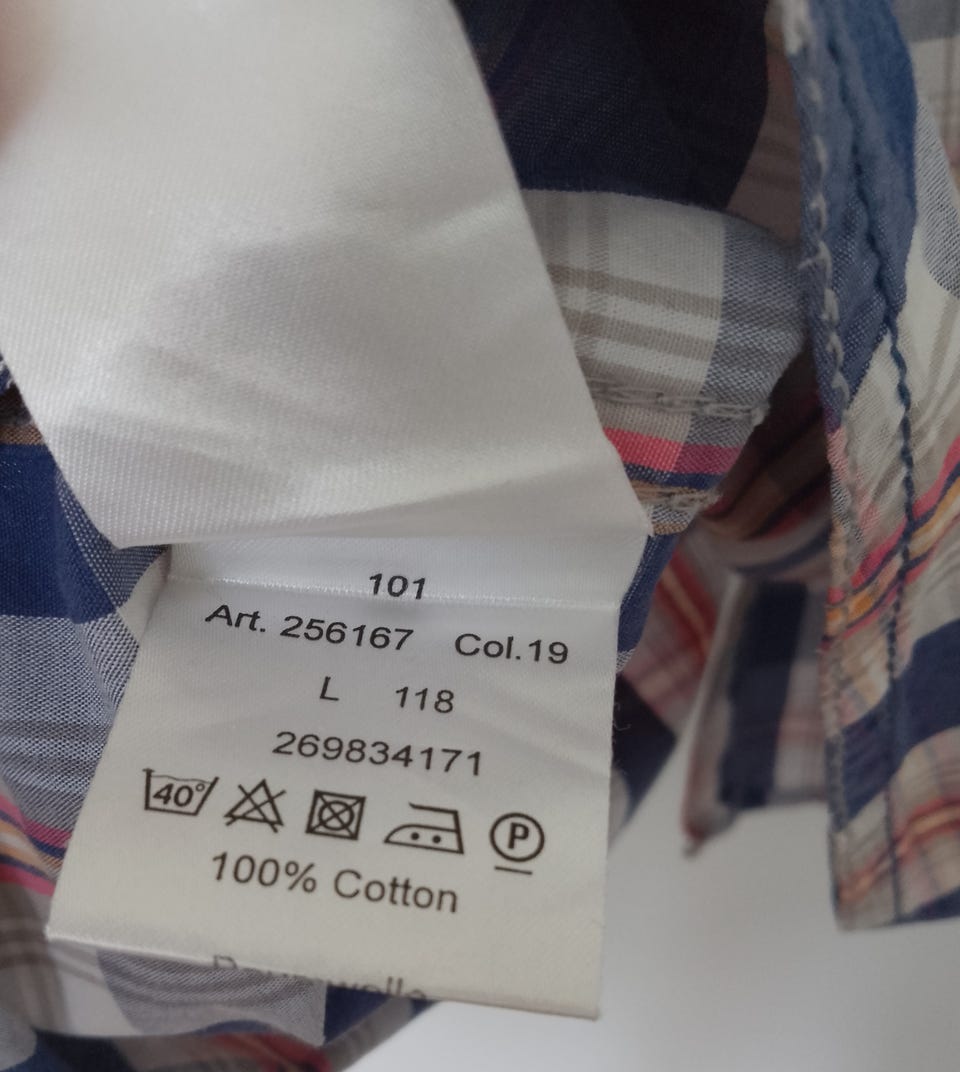 101
Art. 256167 Col.19
L 118
269834171
40° P
100% Cotton